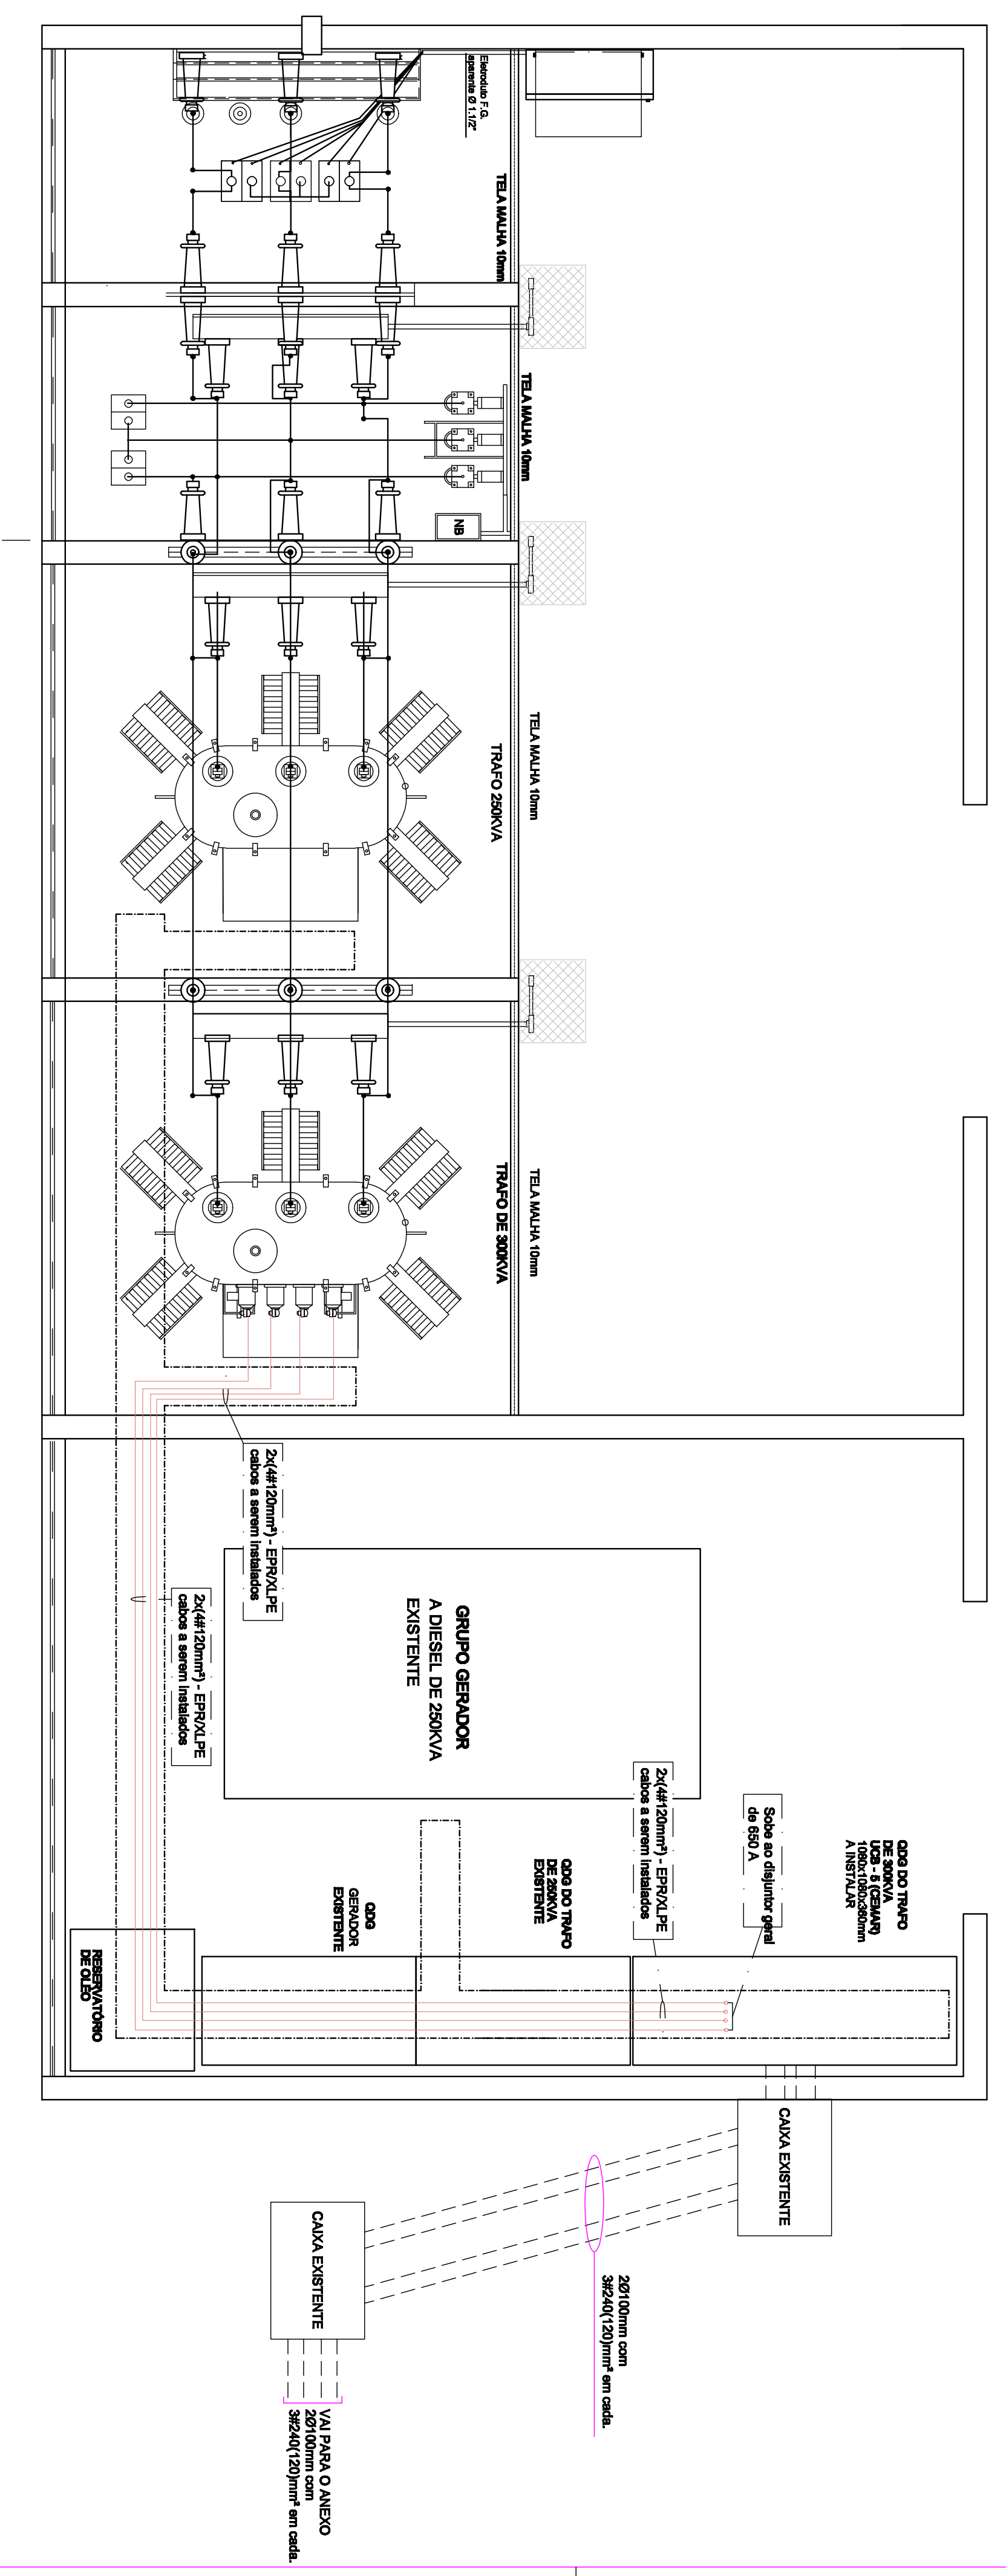 Eletroduto F.G.
aparente Ø 1.1/2"
TELA MALHA 10mm
TELA MALHA 10mm
NB
TELA MALHA 10mm
TRAFO 250KVA
TELA MALHA 10mm
TRAFO DE 300KVA
2x(4#120mm²) - EPR/XLPE
cabos a serem instalados
2x(4#120mm²) - EPR/XLPE
cabos a serem instalados
GRUPO GERADOR
A DIESEL DE 250KVA
EXISTENTE
2x(4#120mm²) - EPR/XLPE
cabos a serem instalados
Sobe ao disjuntor geral
de 650 A
QDG DO TRAFO
DE 300KVA
UCB - 5 (CEMAR)
1080x1080x360mm
A INSTALAR
QDG DO TRAFO
DE 250KVA
EXISTENTE
QDG
GERADOR
EXISTENTE
RESERVATÓRIO
DE OLEO
CAIXA EXISTENTE
CAIXA EXISTENTE
2Ø100mm com
3#240(120)mm² em cada.
VAI PARA O ANEXO
2Ø100mm com
3#240(120)mm² em cada.